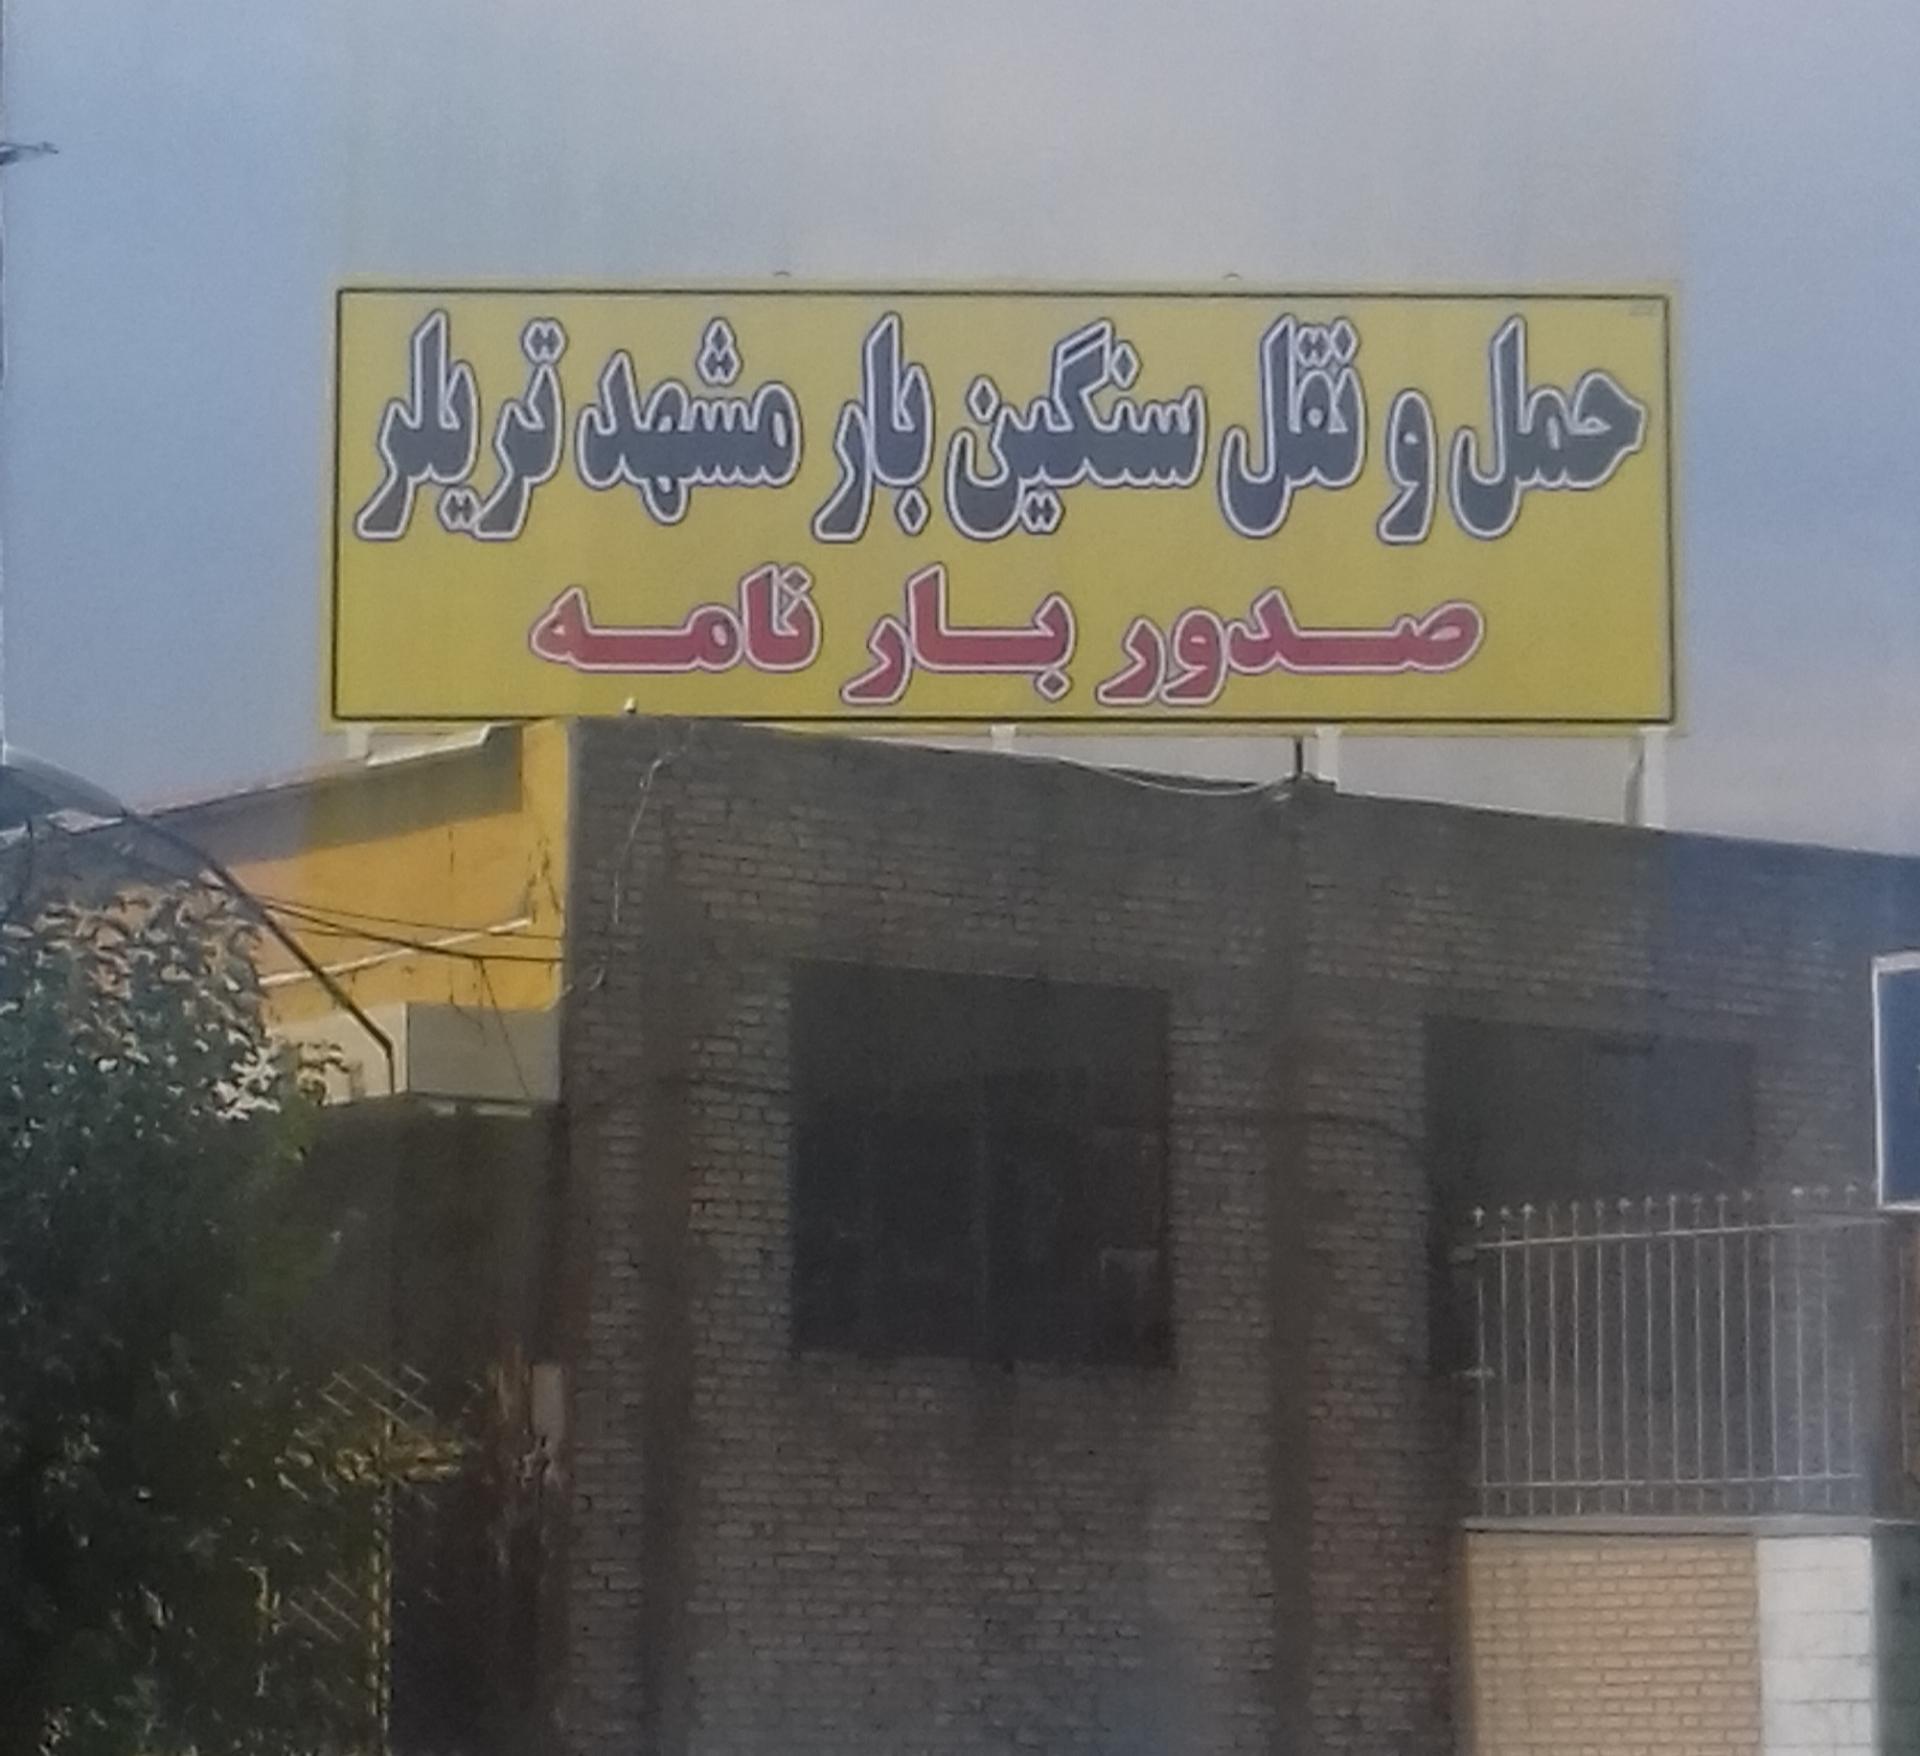 حمل و نقل سنگین بار مشهد تریلر
صدور بار نامه